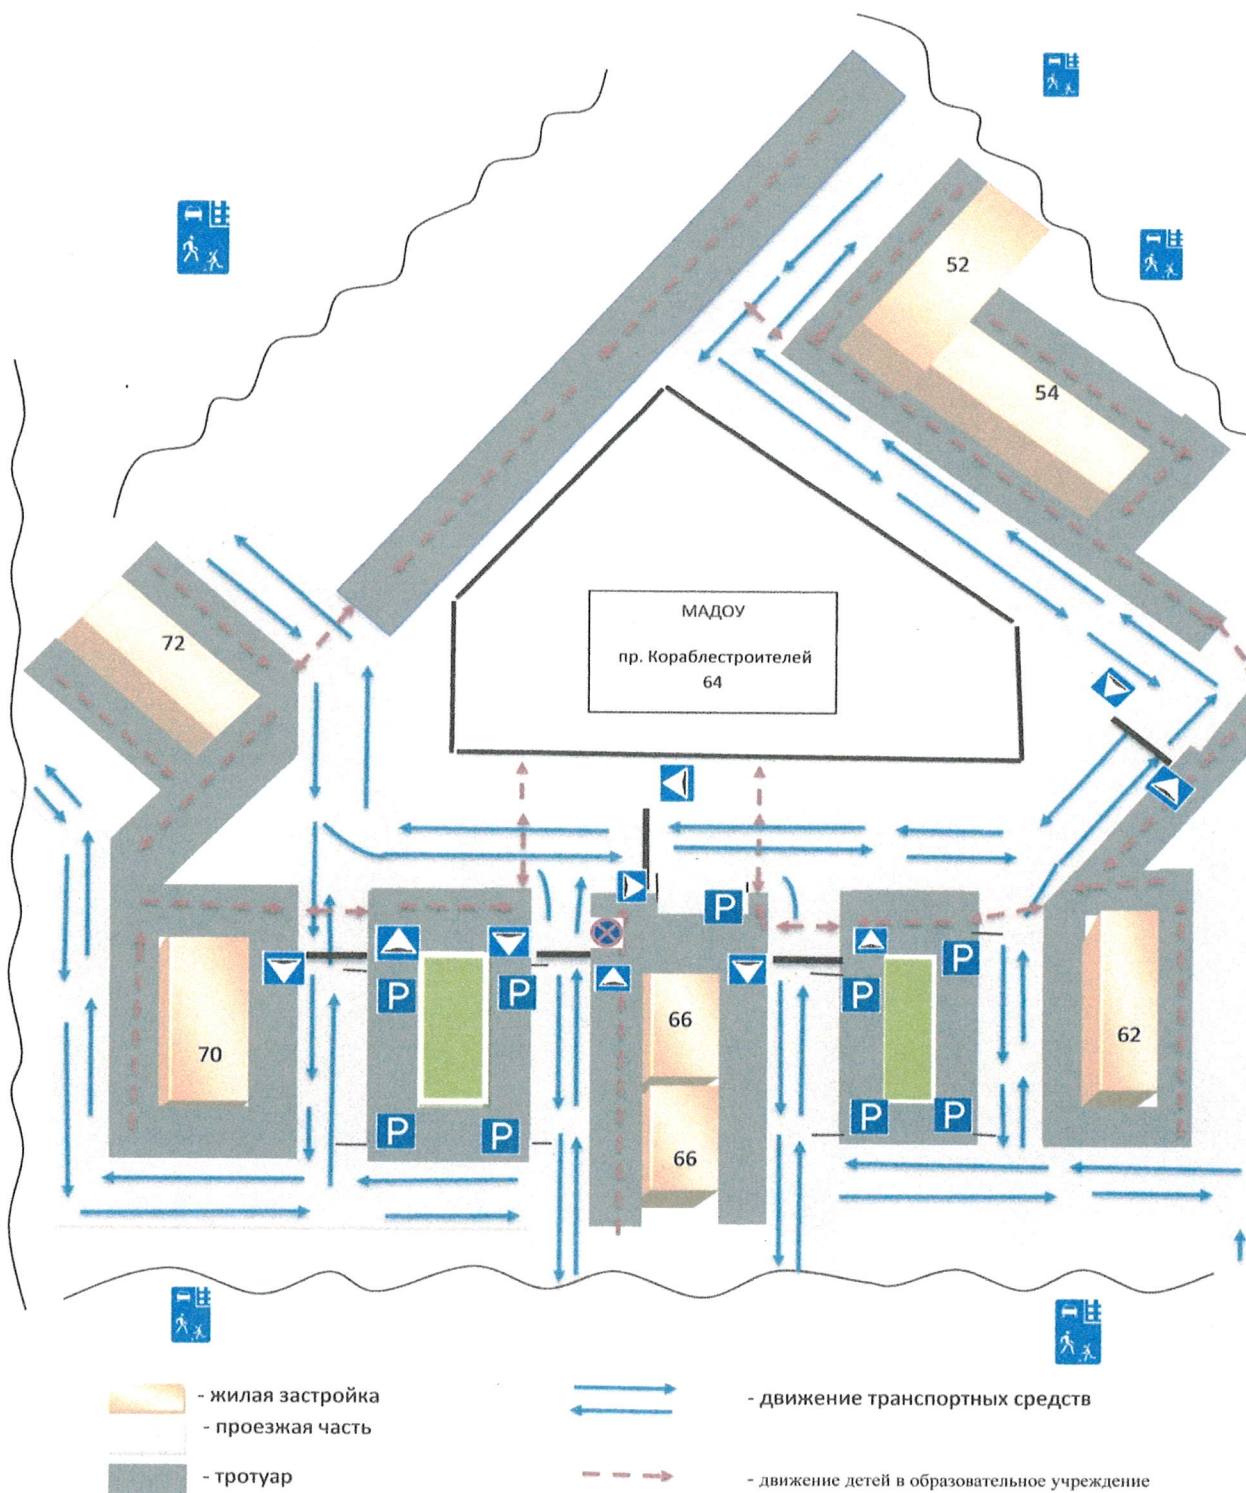 52
54
МАДОУ
пр. Кораблестроителей
64
72
P
P
P
P
P
66
70
62
P
P
P
P
66
- жилая застройка
- движение транспортных средств
- проезжая часть
- тротуар
- движение детей в образовательное учреждение